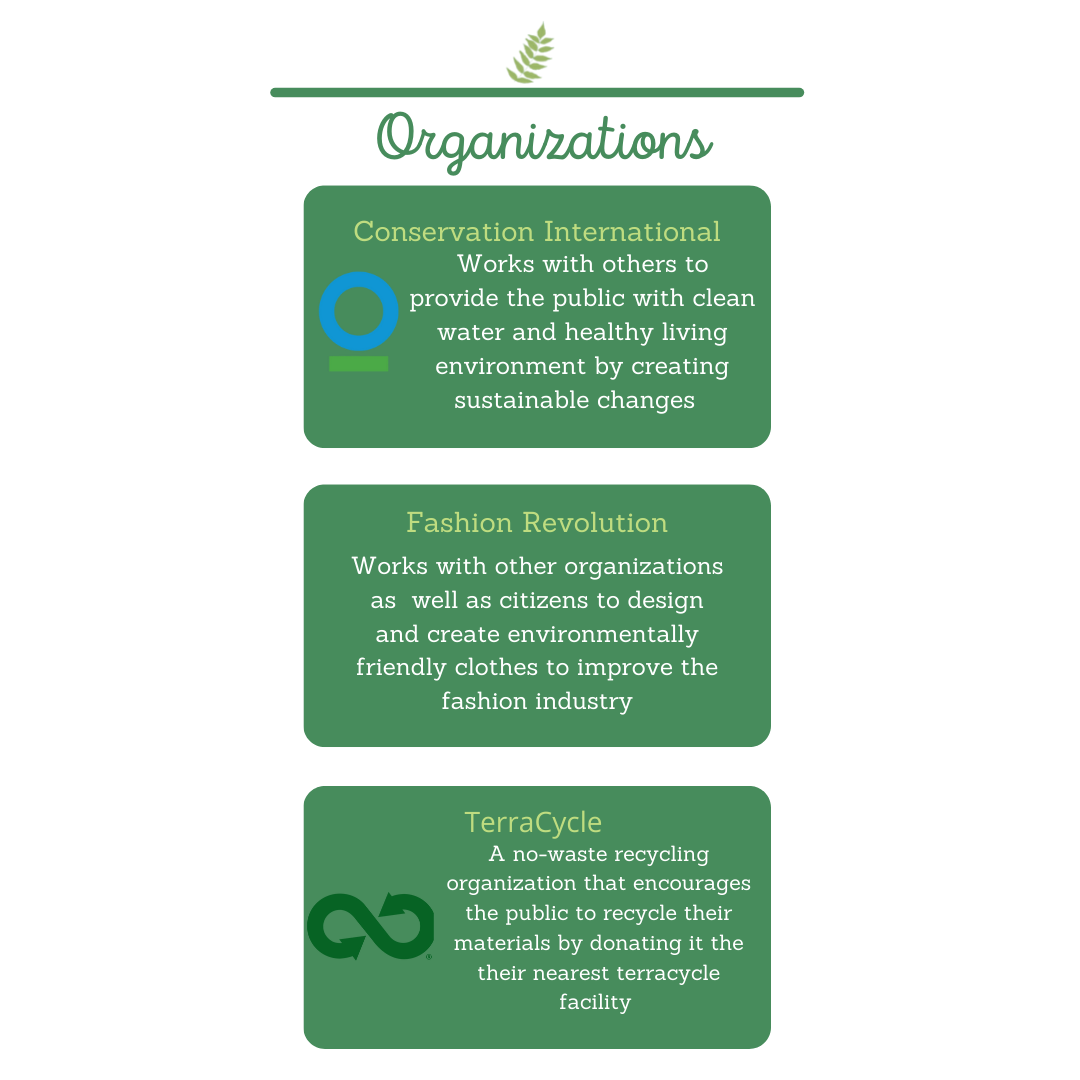 Organizations
Conservation International
Works with others to
provide the public with clean
water and healthy living
environment by creating
sustainable changes
Fashion Revolution
Works with other organizations
as  well as citizens to design
and create environmentally
friendly clothes to improve the
fashion industry
TerraCycle
A no-waste recycling
organization that encourages
the public to recycle their
materials by donating it the
their nearest terracycle
facility
®